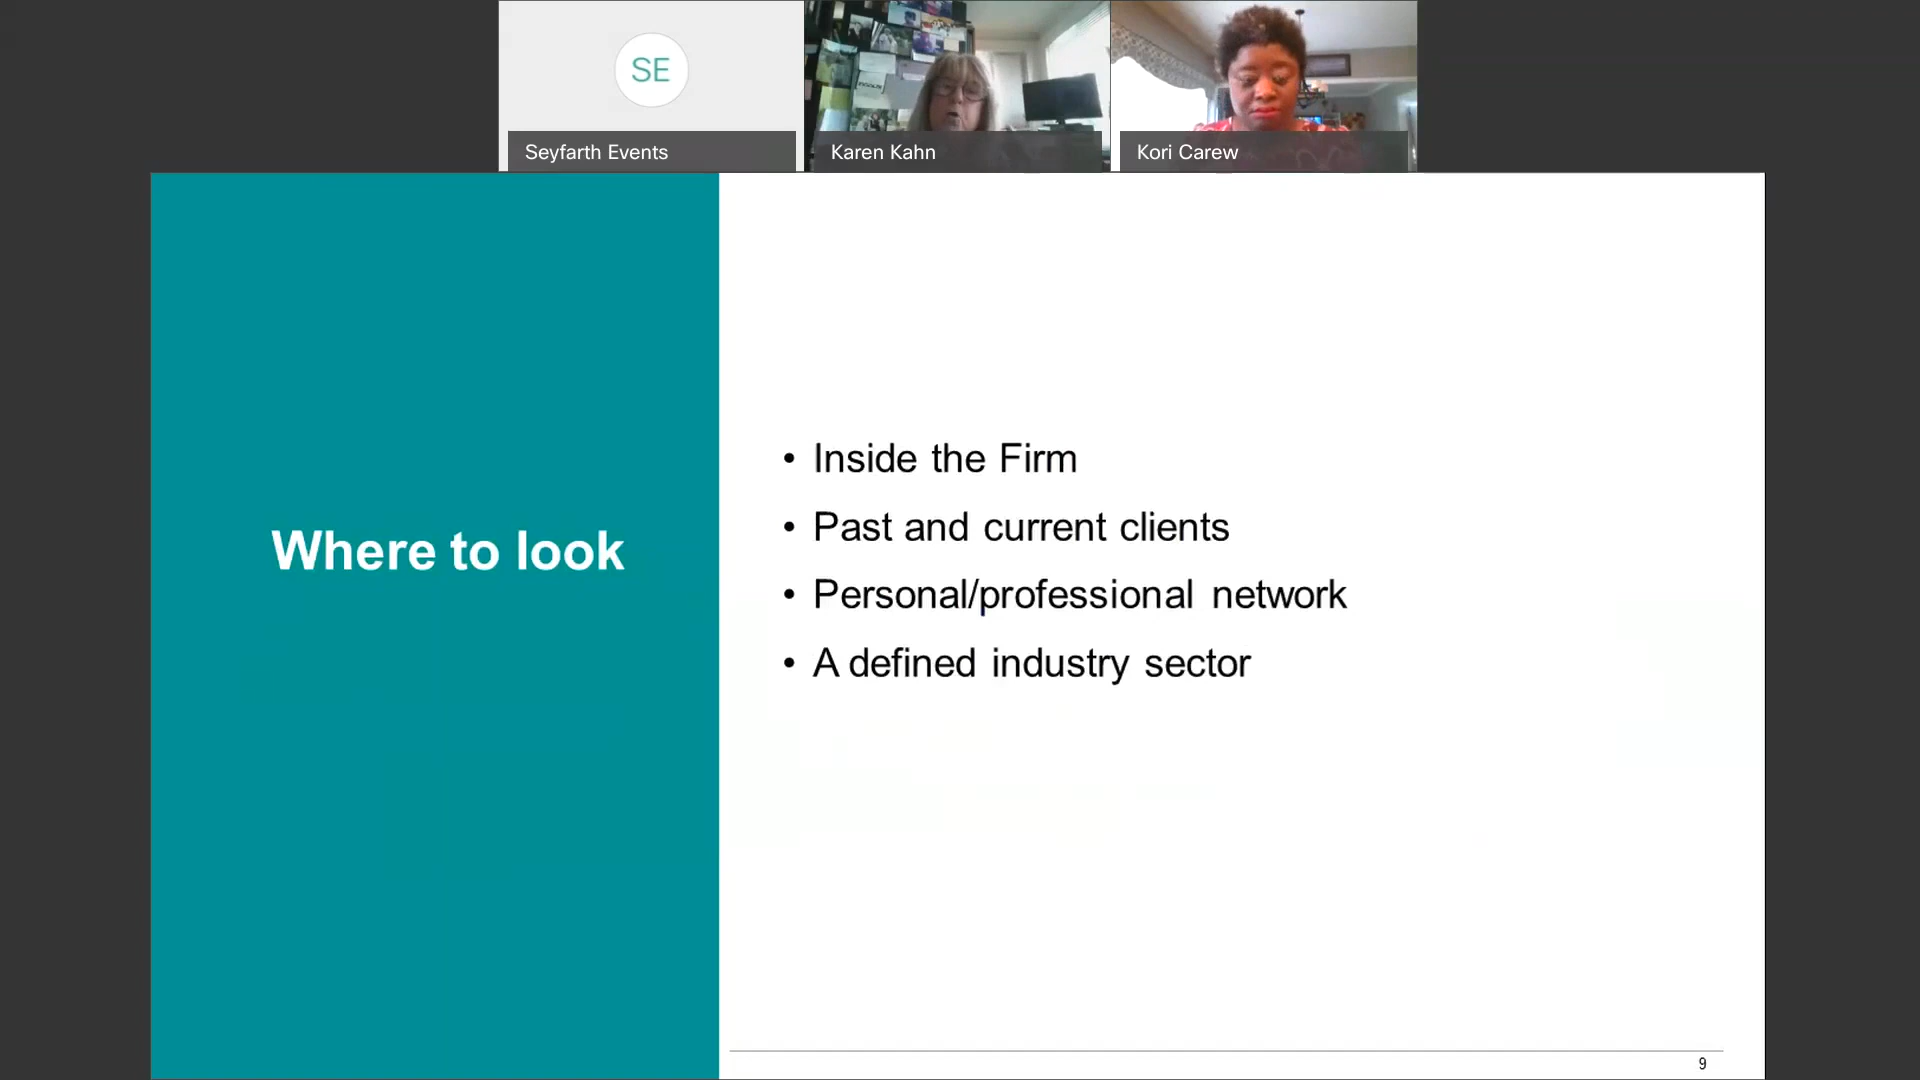 SE
Seyfarth Events
Karen Kahn
Kori Carew
Where to look
• Inside the Firm
• Past and current clients
• Personal/professional network
• A defined industry sector
9